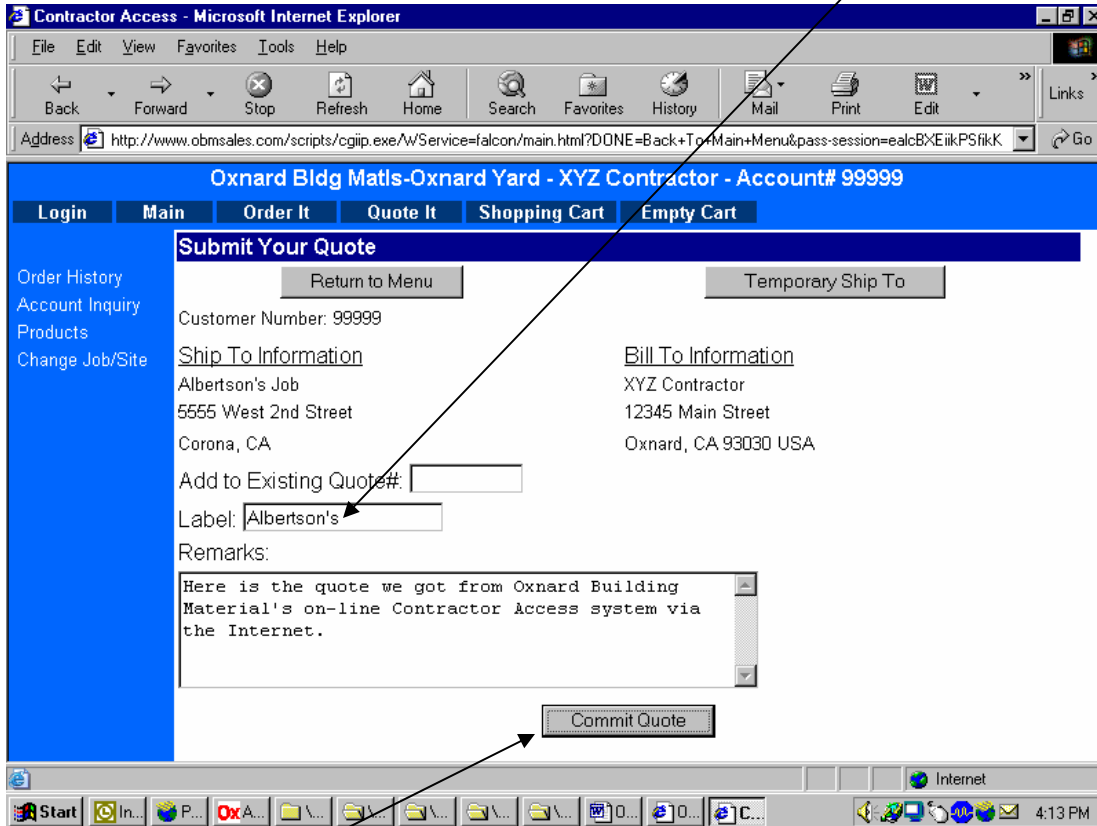 Contractor Access - Microsoft Internet Explorer
File Edit View Favorites Tools Help
Back Forward Stop Refresh Home Search Favorites History Mail Print Edit » Links »
Address http://www.obmsales.com/scripts/cgiip.exe/WService=falcon/main.html?DONE=Back+To+Main+Menu&pass-session=ealcBXEiikPSfikK Go
Oxnard Bldg Matls-Oxnard Yard - XYZ Contractor - Account# 99999
Login Main Order It Quote It Shopping Cart Empty Cart
Submit Your Quote
Order History
Account Inquiry
Products
Change Job/Site
Return to Menu Temporary Ship To
Customer Number: 99999
Ship To Information
Albertson's Job
5555 West 2nd Street
Corona, CA
Bill To Information
XYZ Contractor
12345 Main Street
Oxnard, CA 93030 USA
Add to Existing Quote#:
Label: Albertson's
Remarks:
Here is the quote we got from Oxnard Building
Material's on-line Contractor Access system via
the Internet.
Commit Quote
Internet
Start In... P... Ox A... \... \... \... \... \... O... O... C... 4:13 PM